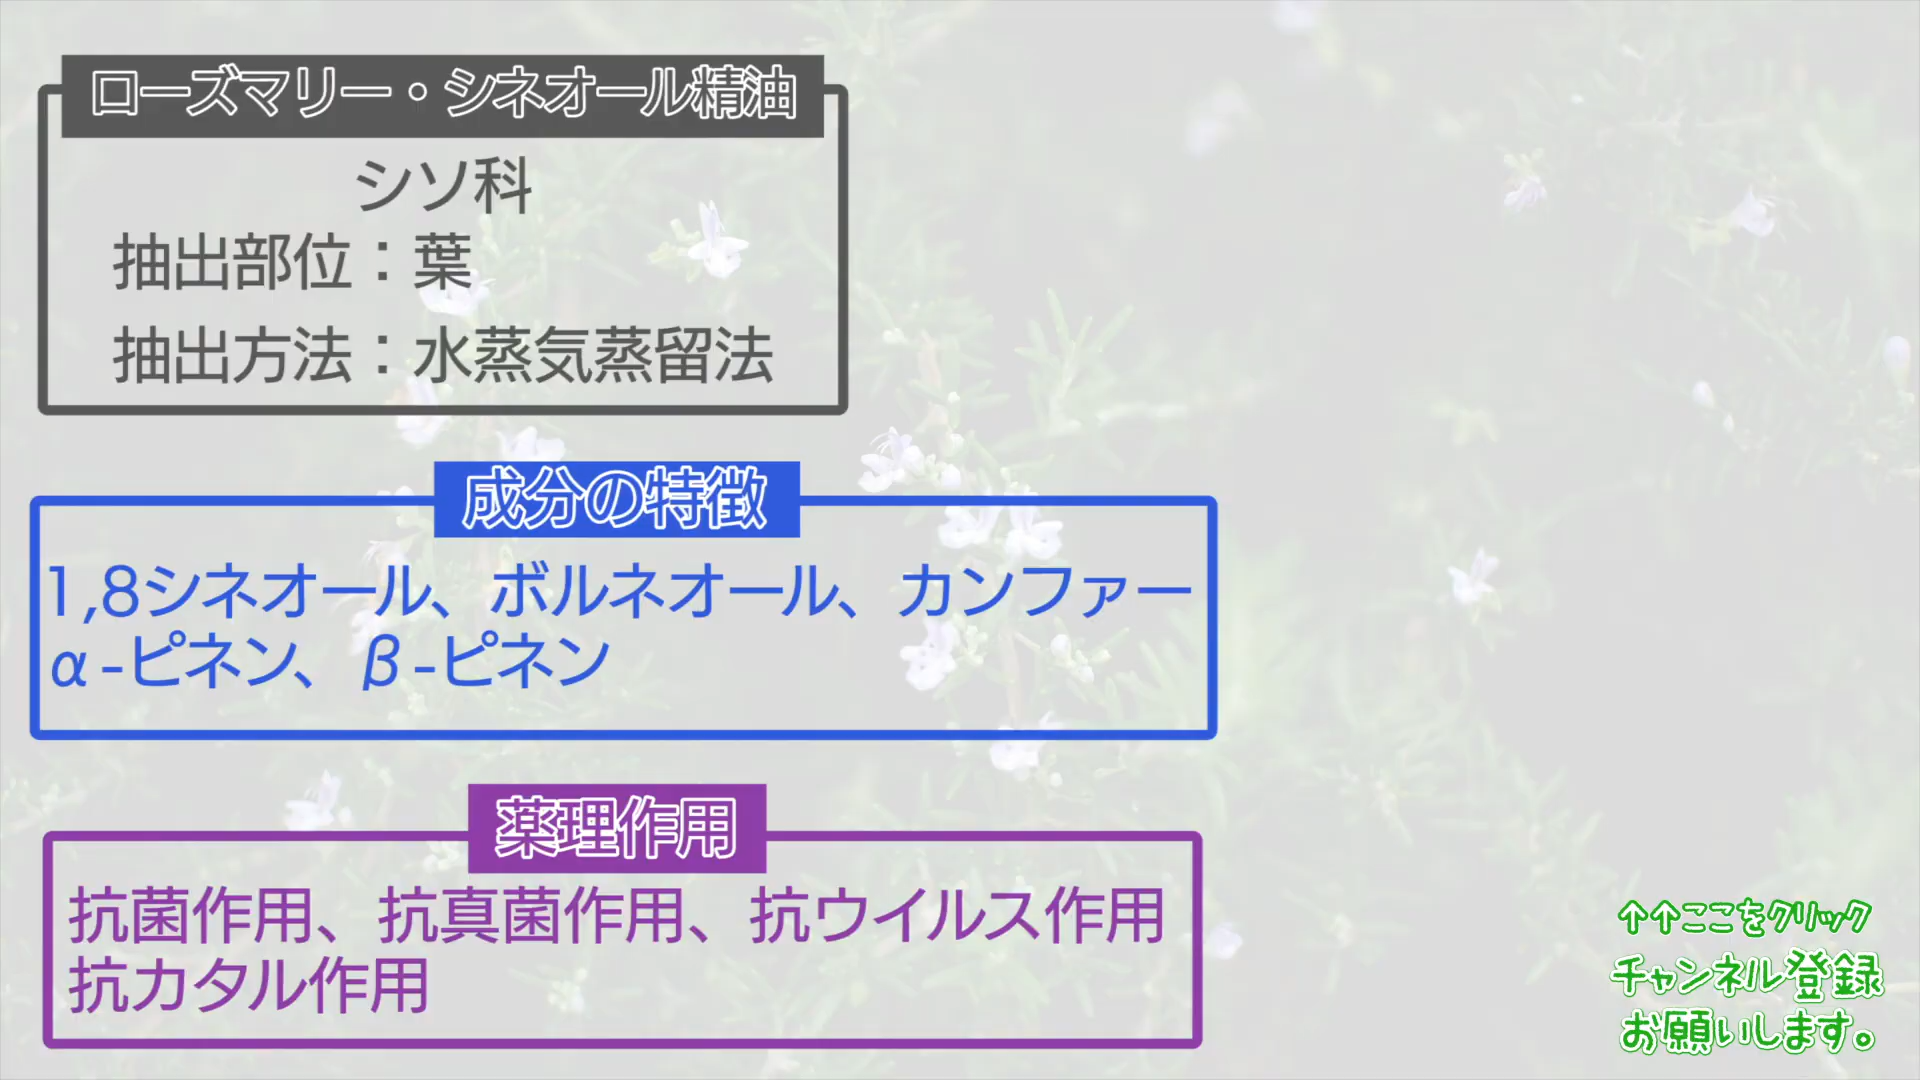 ローズマリー・シネオール精油
シソ科
抽出部位：葉
抽出方法：水蒸気蒸留法
成分の特徴
1,8シネオール、ボルネオール、カンファー
α-ピネン、β-ピネン
薬理作用
抗菌作用、抗真菌作用、抗ウイルス作用
抗カタル作用
↑↑ここをクリック
チャンネル登録
お願いします。